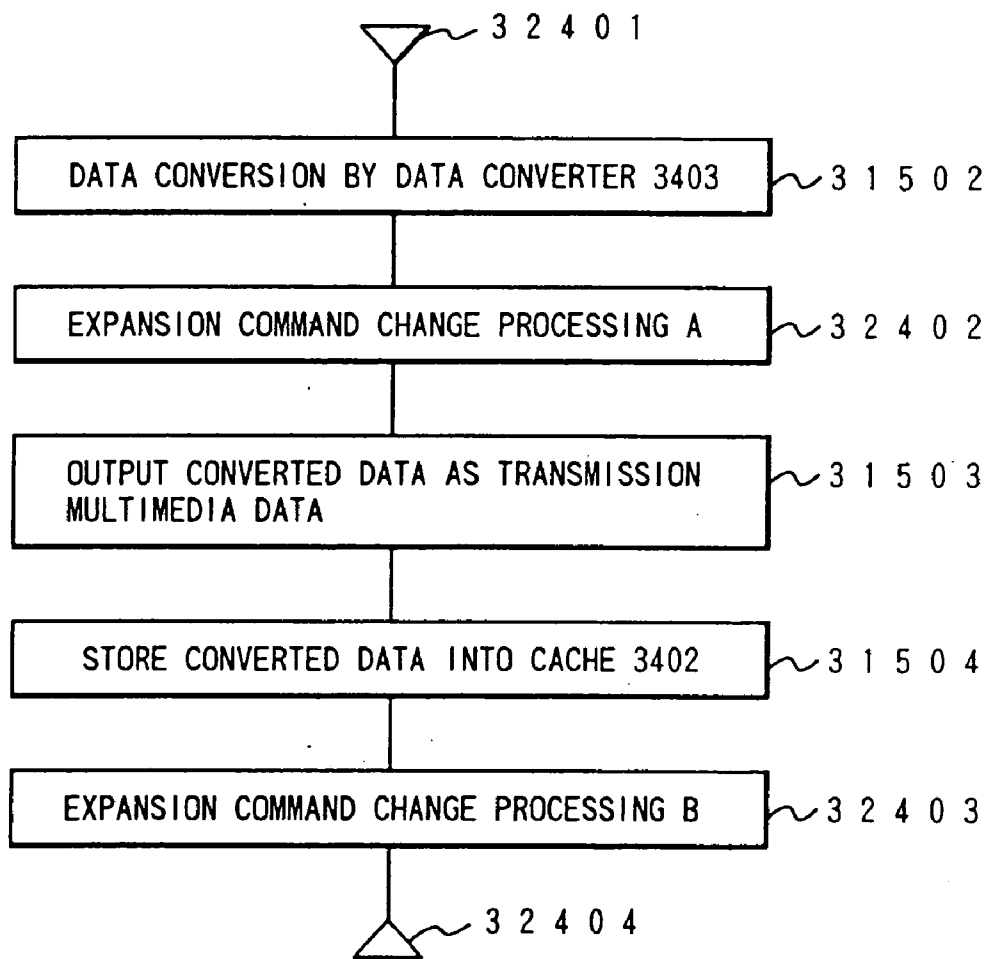 32401
DATA CONVERSION BY DATA CONVERTER 3403
31502
EXPANSION COMMAND CHANGE PROCESSING A
32402
OUTPUT CONVERTED DATA AS TRANSMISSION
MULTIMEDIA DATA
31503
STORE CONVERTED DATA INTO CACHE 3402
31504
EXPANSION COMMAND CHANGE PROCESSING B
32403
32404